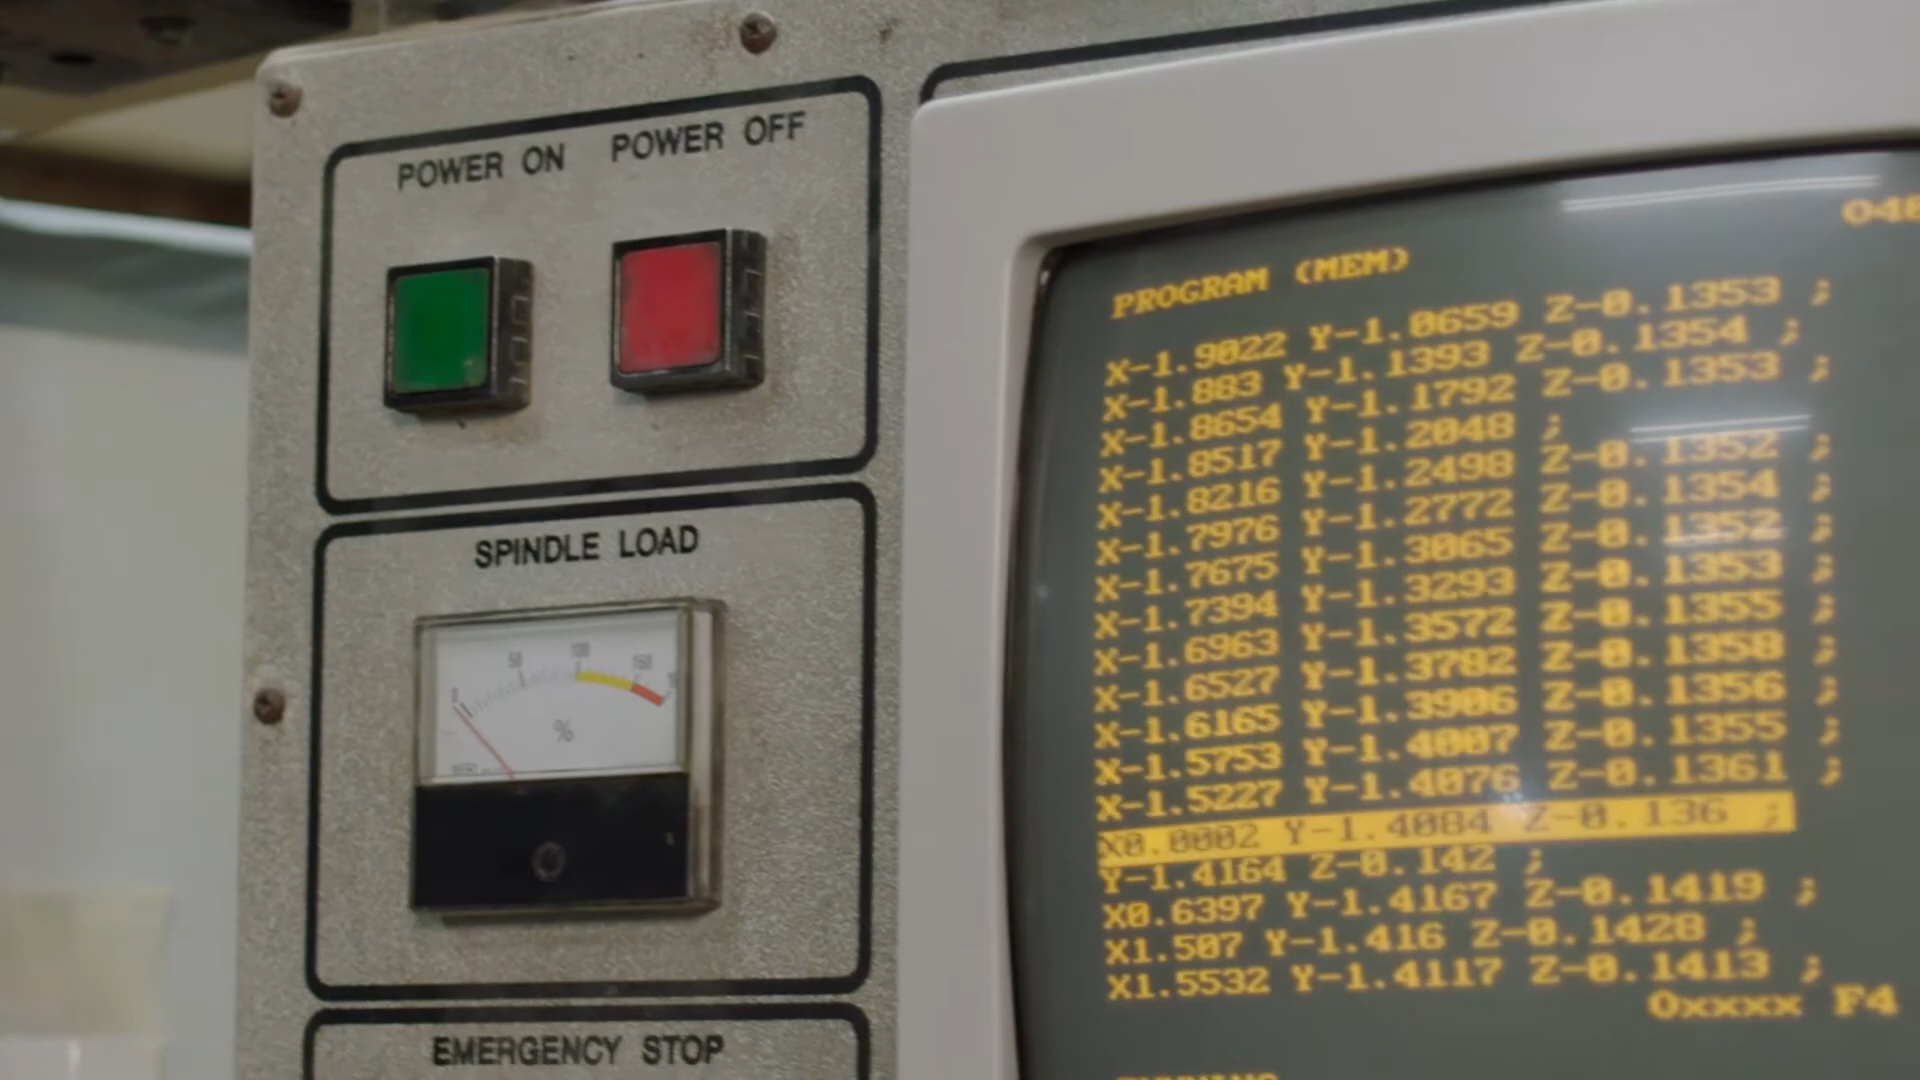 POWER ON POWER OFF
SPINDLE LOAD
0 50 100 150
%
EMERGENCY STOP
PROGRAM (MEM)
X-1.9022 Y-1.0659 Z-0.1353 ;
X-1.883 Y-1.1393 Z-0.1354 ;
X-1.8654 Y-1.1792 Z-0.1353 ;
X-1.8517 Y-1.2048 ;
X-1.8216 Y-1.2498 Z-0.1352 ;
X-1.7976 Y-1.2772 Z-0.1354 ;
X-1.7675 Y-1.3065 Z-0.1352 ;
X-1.7394 Y-1.3293 Z-0.1353 ;
X-1.6963 Y-1.3572 Z-0.1355 ;
X-1.6527 Y-1.3782 Z-0.1358 ;
X-1.6165 Y-1.3906 Z-0.1356 ;
X-1.5753 Y-1.4007 Z-0.1355 ;
X-1.5227 Y-1.4076 Z-0.1361 ;
X0.0002 Y-1.4084 Z-0.136 ;
Y-1.4164 Z-0.142 ;
X0.6397 Y-1.4167 Z-0.1419 ;
X1.507 Y-1.416 Z-0.1428 ;
X1.5532 Y-1.4117 Z-0.1413 ;
Oxxxx F4